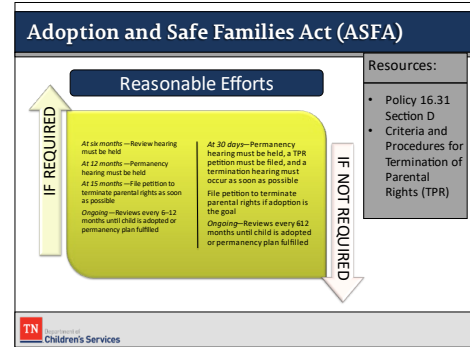 Adoption and Safe Families Act (ASFA)
Reasonable Efforts
IF REQUIRED
At six months—Review hearing
must be held
At 12 months—Permanency
hearing must be held
At 15 months—File petition to
terminate parental rights as soon
as possible
Ongoing—Reviews every 6–12
months until child is adopted or
permanency plan fulfilled
At 30 days—Permanency
hearing must be held, a TPR
petition must be filed, and a
termination hearing must
occur as soon as possible
File petition to terminate
parental rights if adoption is
the goal
Ongoing—Reviews every 612
months until child is adopted
or permanency plan fulfilled
IF NOT REQUIRED
Resources:
• Policy 16.31
Section D
• Criteria and
Procedures for
Termination of
Parental
Rights (TPR)
TN
Department of
Children's Services